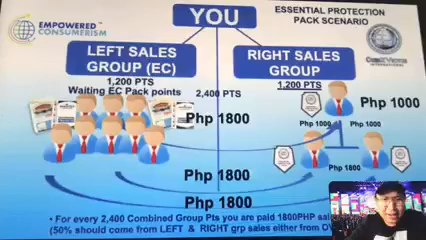 YOU
ESSENTIAL PROTECTION
PACK SCENARIO
EMPOWERED
CONSUMERISM
LEFT SALES
GROUP (EC)
RIGHT SALES
GROUP
1,200 PTS
Waiting EC Pack points
2,400 PTS
1,200 PTS
Php 1000
Php 1800
Php 1000
Php 1000
Php 1800
Php 1800
Php 1800
• For every 2,400 Combined Group Pts you are paid 1800PHP
(50% should come from LEFT & RIGHT grp sales either from